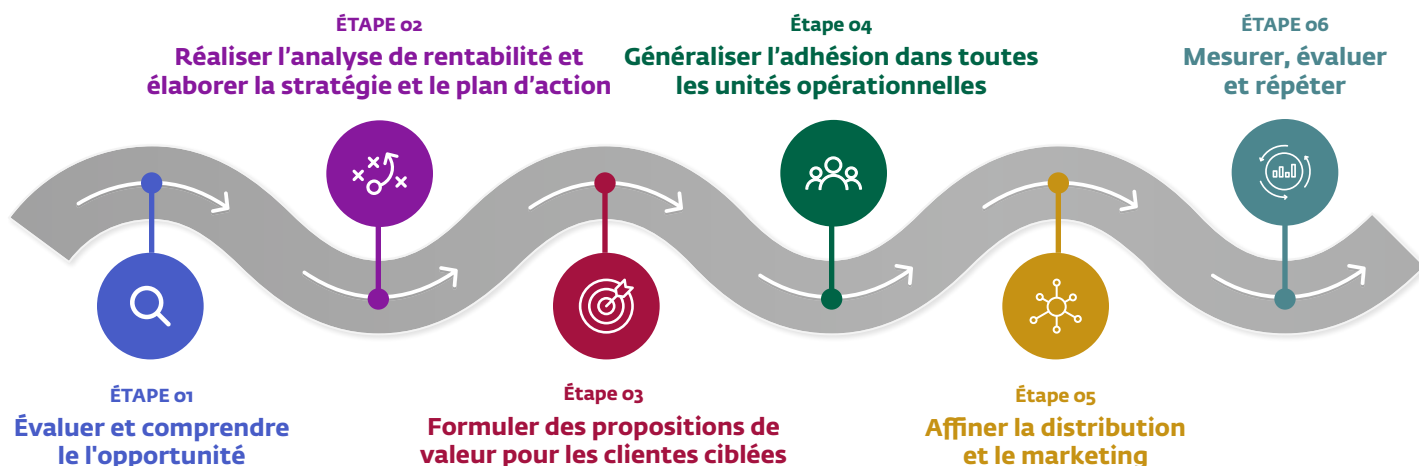 ÉTAPE 01
Évaluer et comprendre
le l'opportunité
ÉTAPE 02
Réaliser l'analyse de rentabilité et
élaborer la stratégie et le plan d'action
Étape 03
Formuler des propositions de
valeur pour les clientes ciblées
Étape 04
Généraliser l'adhésion dans toutes
les unités opérationnelles
Étape 05
Affiner la distribution
et le marketing
ÉTAPE 06
Mesurer, évaluer
et répéter